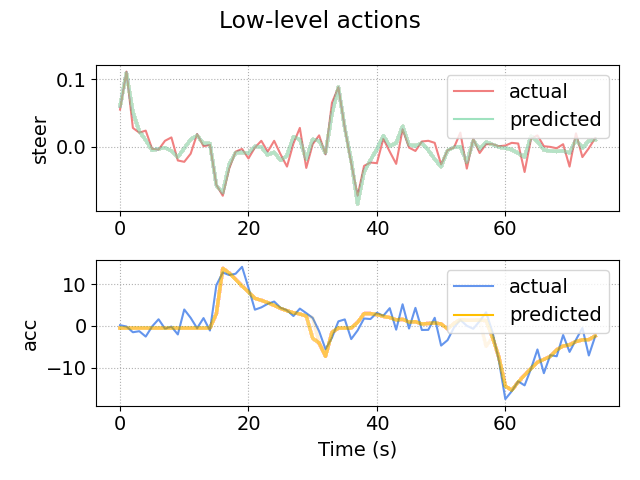 Low-level actions
steer
0.1
0.0
actual
predicted
0
20
40
60
acc
10
0
−10
actual
predicted
0
20
40
60
Time (s)